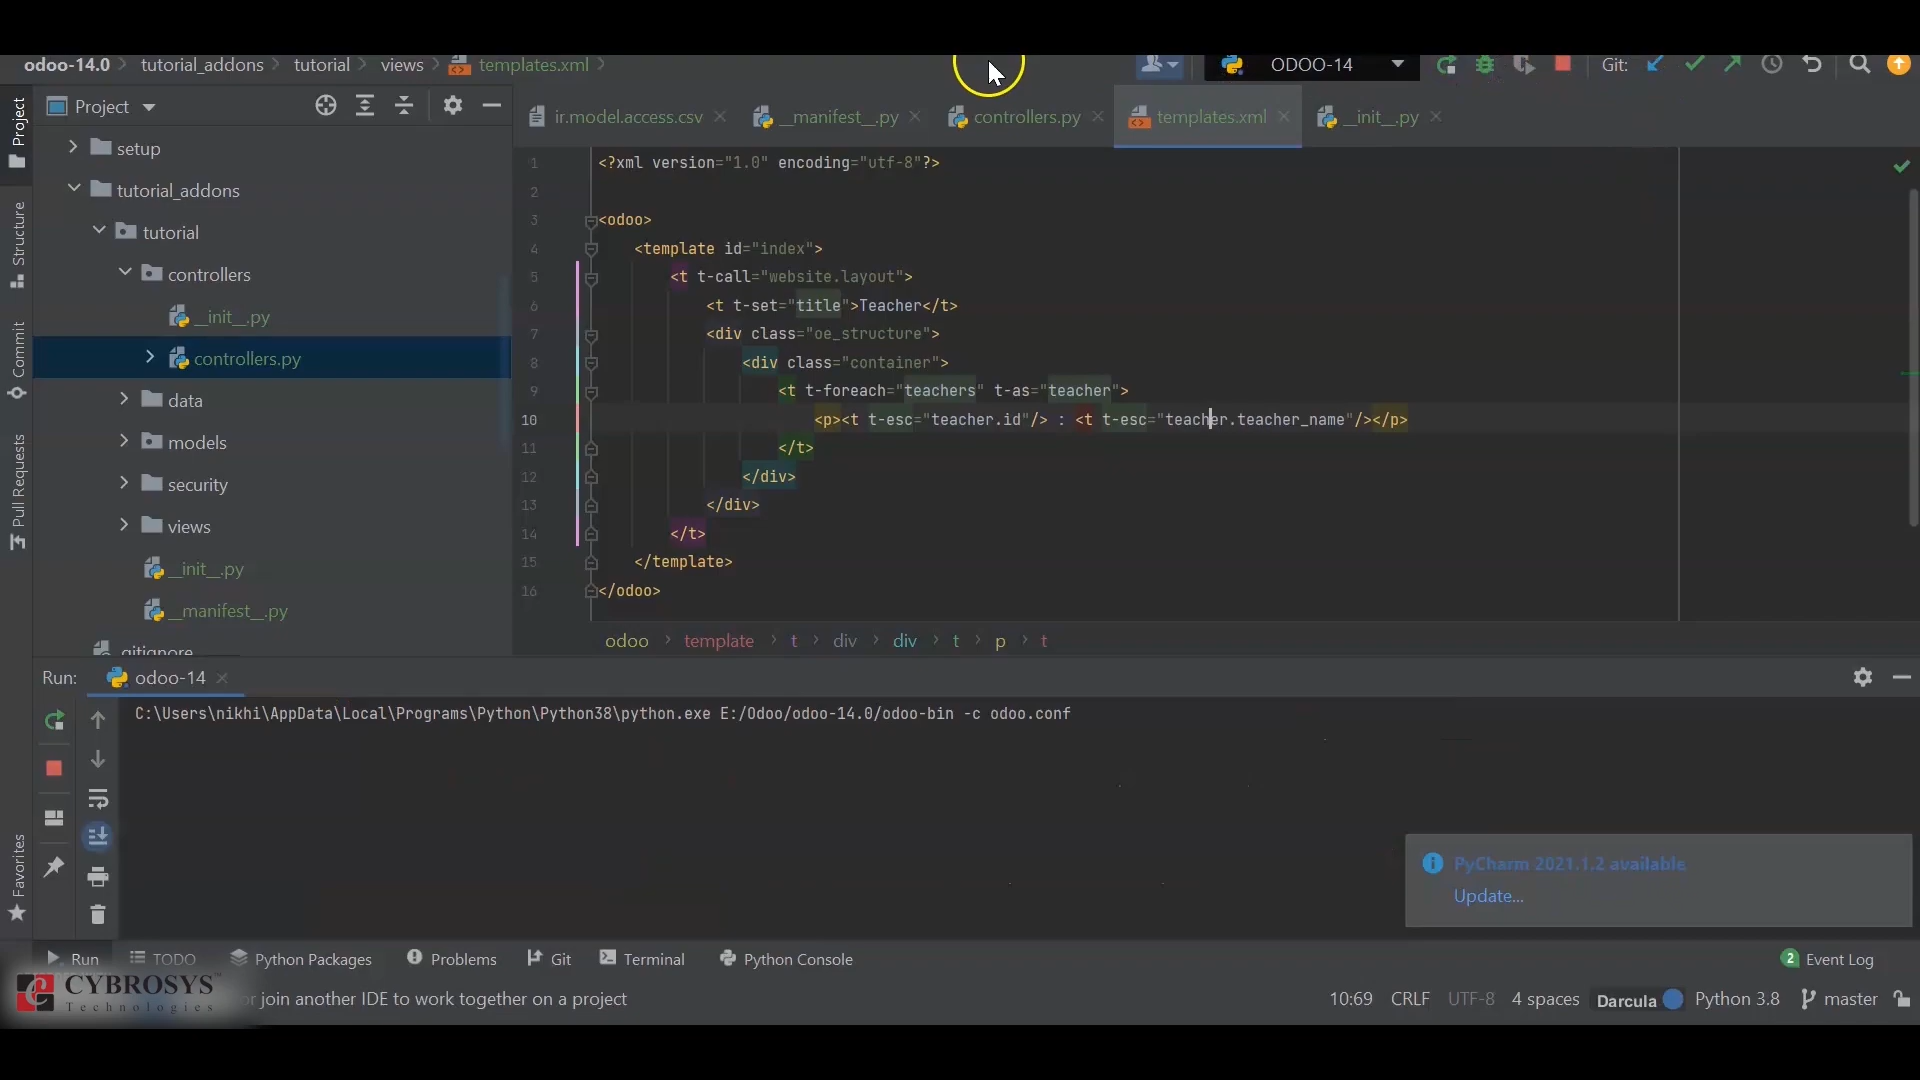 odoo-14.0 tutorial_addons tutorial views templates.xml
ODOO-14
Git:
Project
ir.model.access.csv
__manifest__.py
controllers.py
templates.xml
__init__.py
Project
Structure
Commit
Pull Requests
Favorites
setup
tutorial_addons
tutorial
controllers
__init__.py
controllers.py
data
models
security
views
__init__.py
__manifest__.py
.gitignore
1 <?xml version="1.0" encoding="utf-8"?>
2
3 <odoo>
4 <template id="index">
5 <t t-call="website.layout">
6 <t t-set="title">Teacher</t>
7 <div class="oe_structure">
8 <div class="container">
9 <t t-foreach="teachers" t-as="teacher">
10 <p><t t-esc="teacher.id"/> : <t t-esc="teacher.teacher_name"/></p>
11 </t>
12 </div>
13 </div>
14 </t>
15 </template>
16 </odoo>
odoo template t div div t p t
Run: odoo-14
C:\Users\nikhi\AppData\Local\Programs\Python\Python38\python.exe E:/Odoo/odoo-14.0/odoo-bin -c odoo.conf
PyCharm 2021.1.2 available
Update...
Run TODO Python Packages Problems Git Terminal Python Console 2 Event Log
CYBROSYS
Technologies
or join another IDE to work together on a project
10:69 CRLF UTF-8 4 spaces Darcula Python 3.8 master